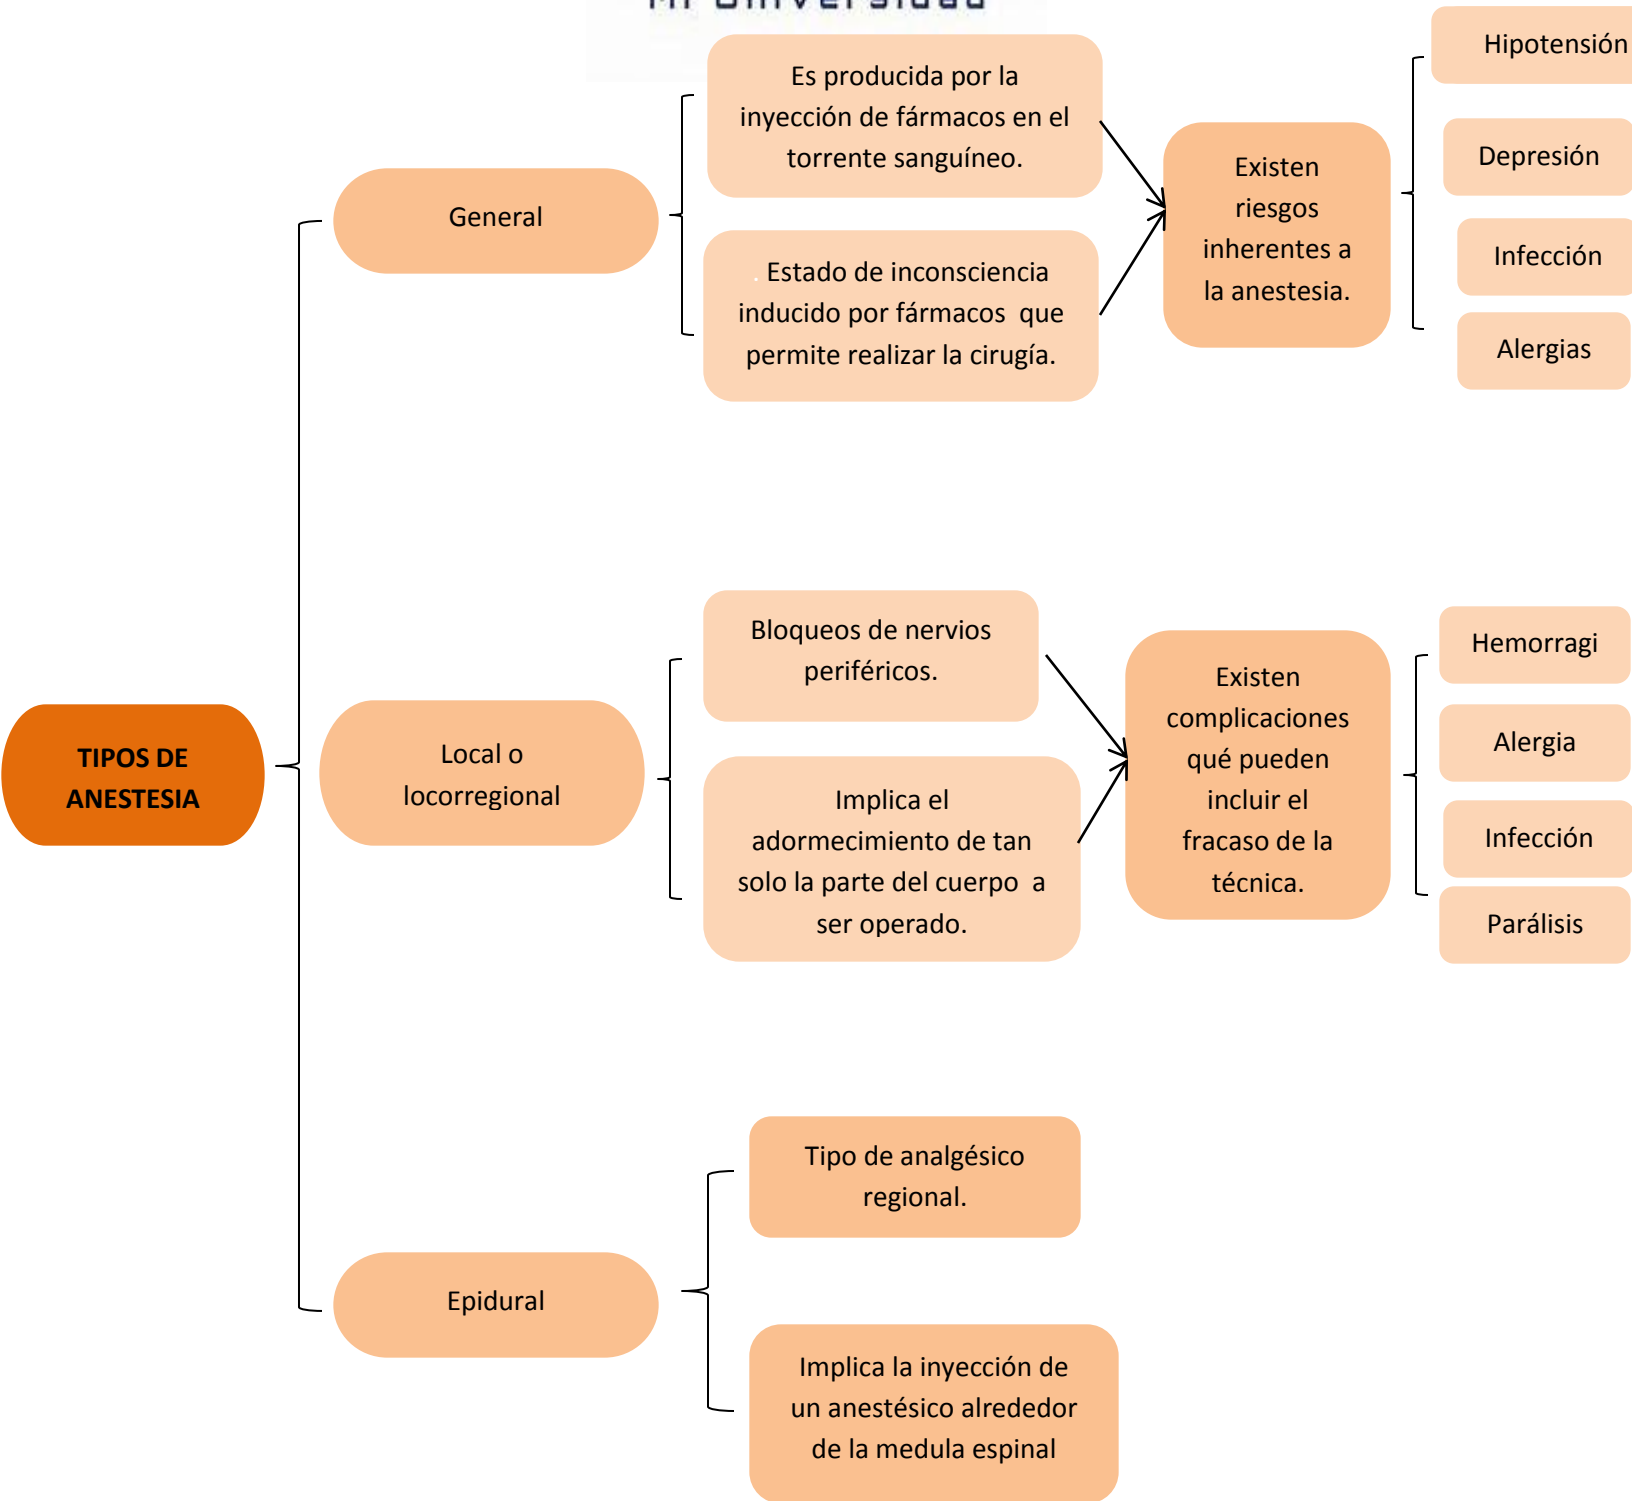 Mi Universidad
TIPOS DE
ANESTESIA
General
Es producida por la
inyección de fármacos en el
torrente sanguíneo.
. Estado de inconsciencia
inducido por fármacos que
permite realizar la cirugía.
Existen
riesgos
inherentes a
la anestesia.
Hipotensión
Depresión
Infección
Alergias
Local o
locorregional
Bloqueos de nervios
periféricos.
Implica el
adormecimiento de tan
solo la parte del cuerpo a
ser operado.
Existen
complicaciones
qué pueden
incluir el
fracaso de la
técnica.
Hemorragi
Alergia
Infección
Parálisis
Epidural
Tipo de analgésico
regional.
Implica la inyección de
un anestésico alrededor
de la medula espinal